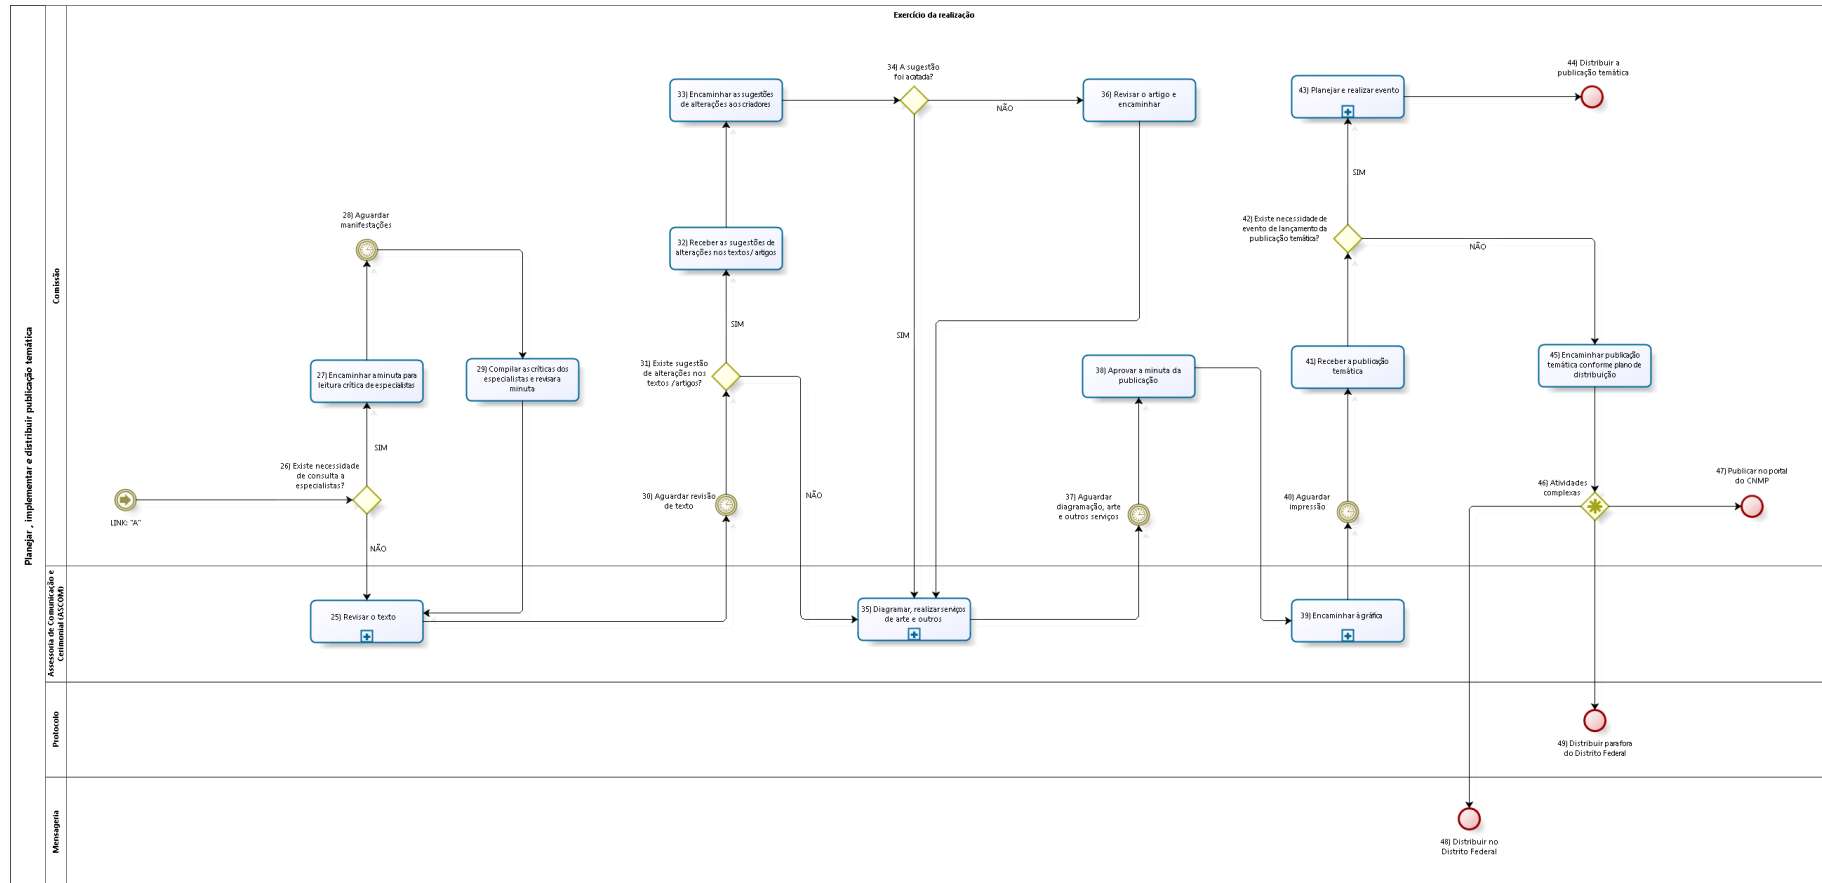 Exercício da realização
Planejar , implementar e distribuir publicação temática
Comissão
Assessoria de Comunicação e
Cerimonial (ASCOM)
Protocolo
Mensageria
LINK: "A"
26) Existe necessidade
de consulta a
especialistas?
SIM
NÃO
27) Encaminhar a minuta para
leitura crítica de especialistas
28) Aguardar
manifestações
29) Compilar as críticas dos
especialistas e revisar a
minuta
25) Revisar o texto
30) Aguardar revisão
de texto
31) Existe sugestão
de alterações nos
textos / artigos?
SIM
NÃO
32) Receber as sugestões de
alterações nos textos / artigos
33) Encaminhar as sugestões
de alterações aos criadores
34) A sugestão
foi acatada?
NÃO
SIM
36) Revisar o artigo e
encaminhar
35) Diagramar, realizar serviços
de arte e outros
37) Aguardar
diagramação, arte
e outros serviços
38) Aprovar a minuta da
publicação
39) Encaminhar à gráfica
40) Aguardar
impressão
41) Receber a publicação
temática
42) Existe necessidade de
evento de lançamento da
publicação temática?
SIM
NÃO
43) Planejar e realizar evento
44) Distribuir a
publicação temática
45) Encaminhar publicação
temática conforme plano de
distribuição
46) Atividades
complexas
47) Publicar no portal
do CNMP
49) Distribuir para fora
do Distrito Federal
48) Distribuir no
Distrito Federal